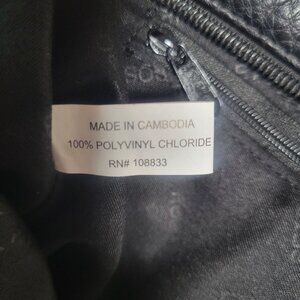 MADE IN CAMBODIA
100% POLYVINYL CHLORIDE
RN# 108833